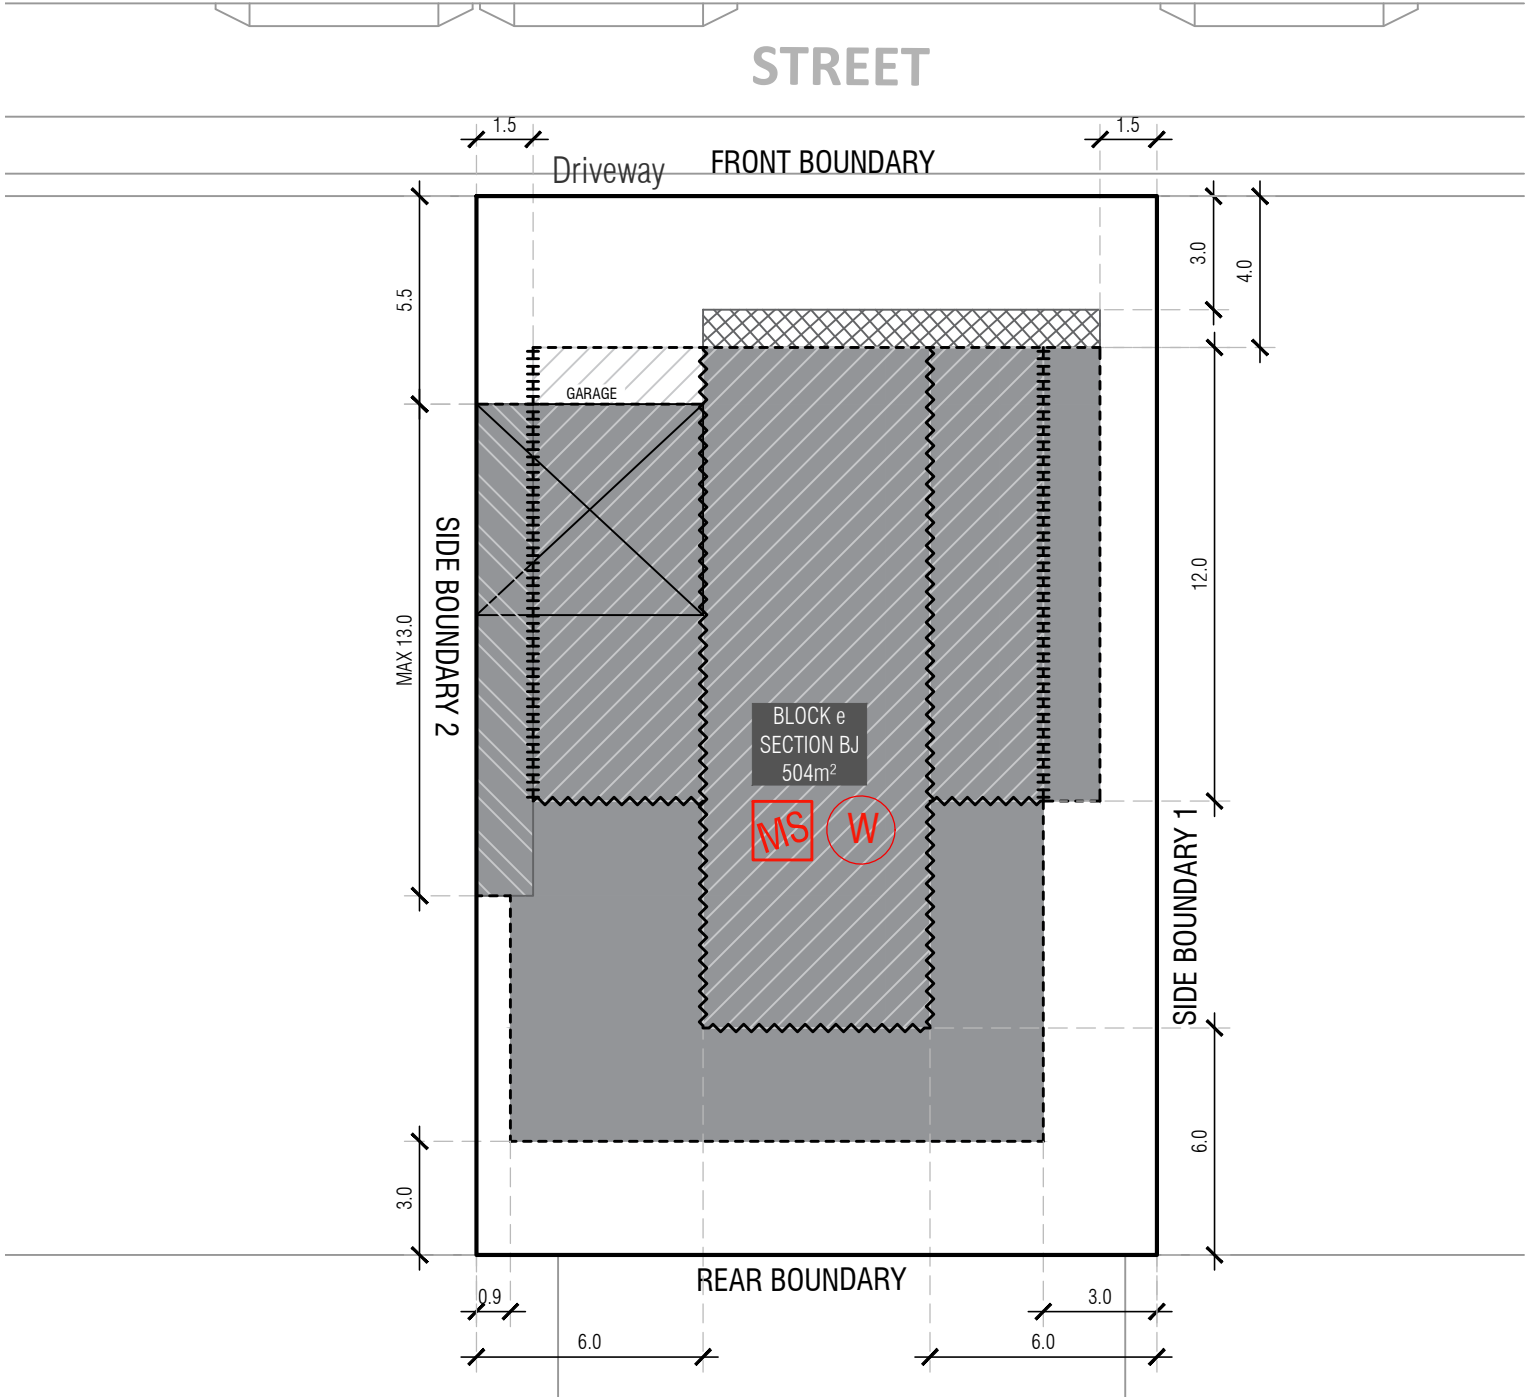 STREET
1.5
1.5
Driveway
FRONT BOUNDARY
3.0
4.0
5.5
GARAGE
SIDE BOUNDARY 2
12.0
MAX 13.0
BLOCK e
SECTION BJ
504m²
MS
W
SIDE BOUNDARY 1
6.0
3.0
REAR BOUNDARY
0.9
3.0
6.0
6.0